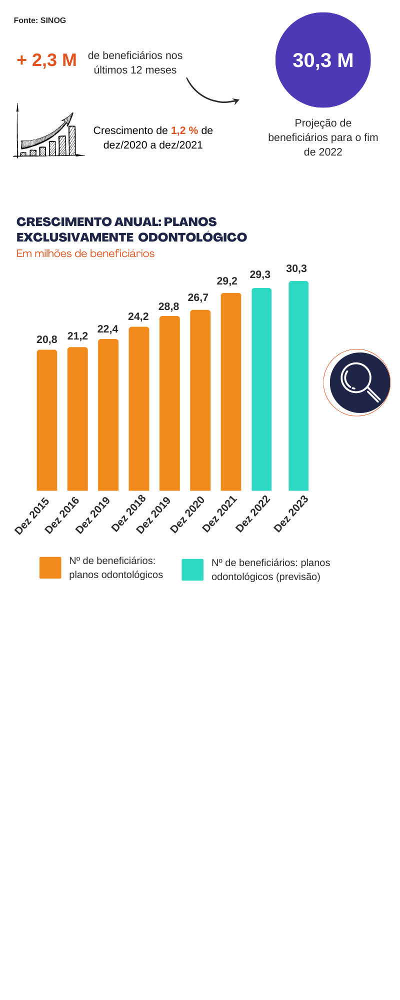 Fonte: SINOG
+ 2,3 M
de beneficiários nos
últimos 12 meses
30,3 M
Projeção de
beneficiários para o fim
de 2022
Crescimento de 1,2 % de
dez/2020 a dez/2021
CRESCIMENTO ANUAL: PLANOS
EXCLUSIVAMENTE ODONTOLÓGICO
Em milhões de beneficiários
20,8
21,2
22,4
24,2
28,8
26,7
29,2
29,3
30,3
Dez 2015
Dez 2016
Dez 2019
Dez 2018
Dez 2019
Dez 2020
Dez 2021
Dez 2022
Dez 2023
Nº de beneficiários:
planos odontológicos
Nº de beneficiários: planos
odontológicos (previsão)